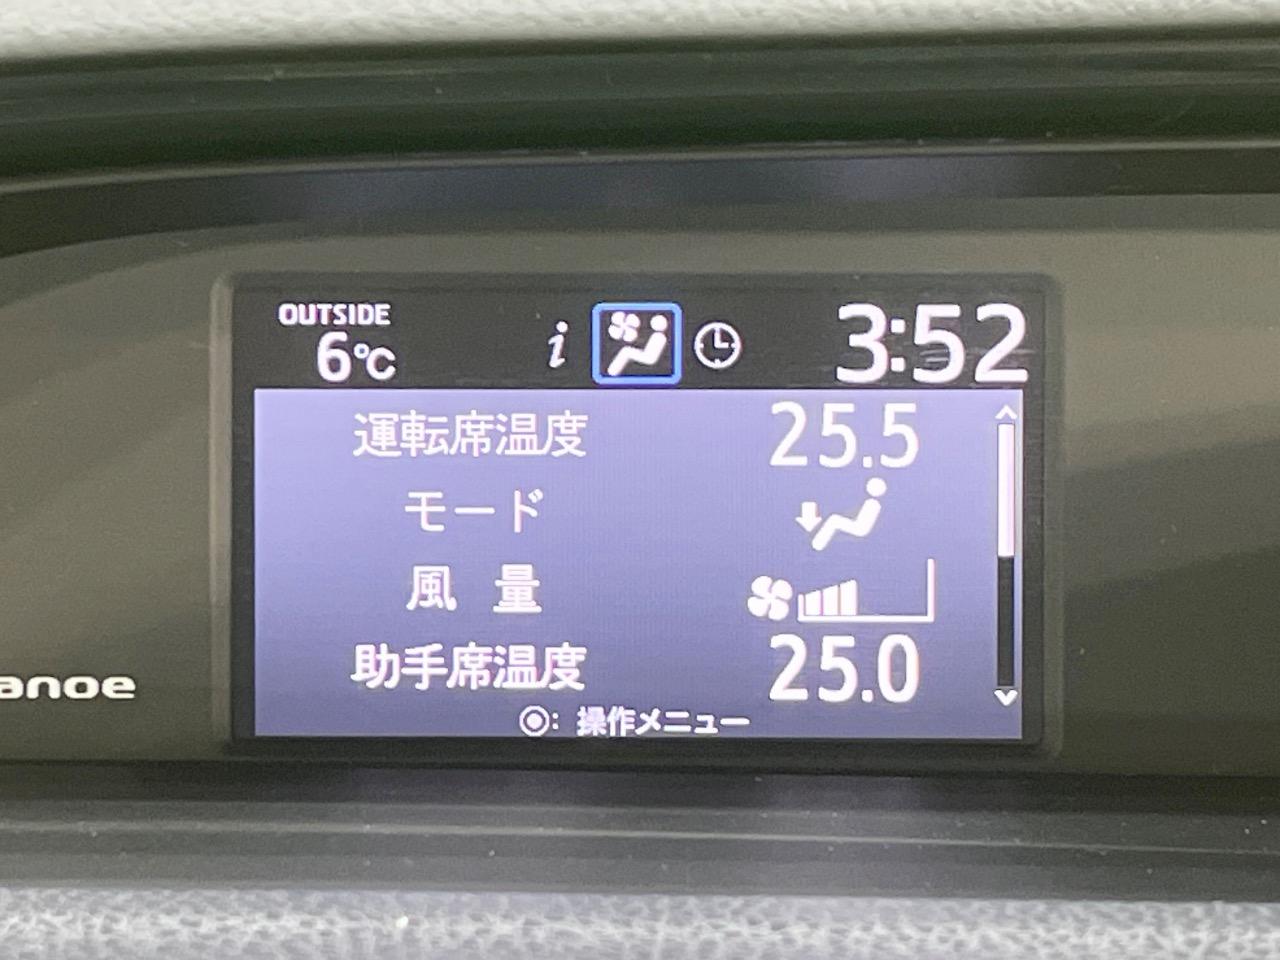 OUTSIDE
6℃
i
3:52
運転席温度 25.5
モード
風 量
助手席温度 25.0
anoe
◉: 操作メニュー